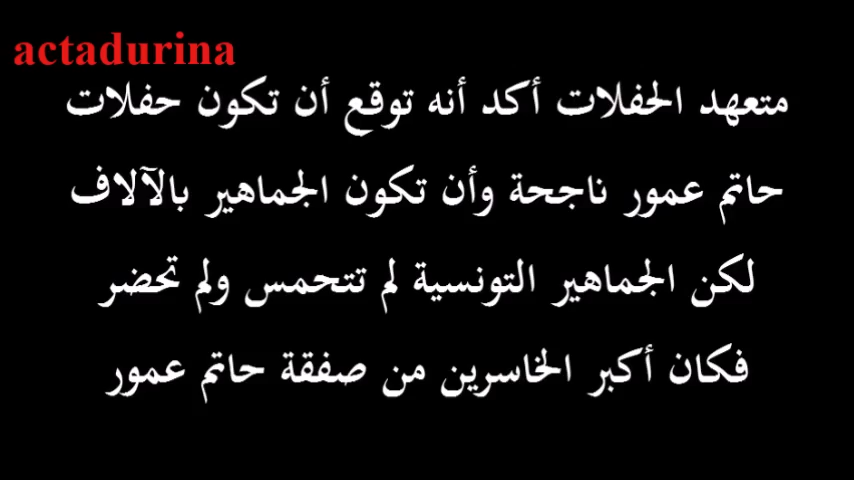 actadurina
متعهد الحفلات أكد أنه توقع أن تكون حفلات
حاتم عمور ناجحة وأن تكون الجماهير بالآلاف
لكن الجماهير التونسية لم تتحمس ولم تحضر
فكان أكبر الخاسرين من صفقة حاتم عمور